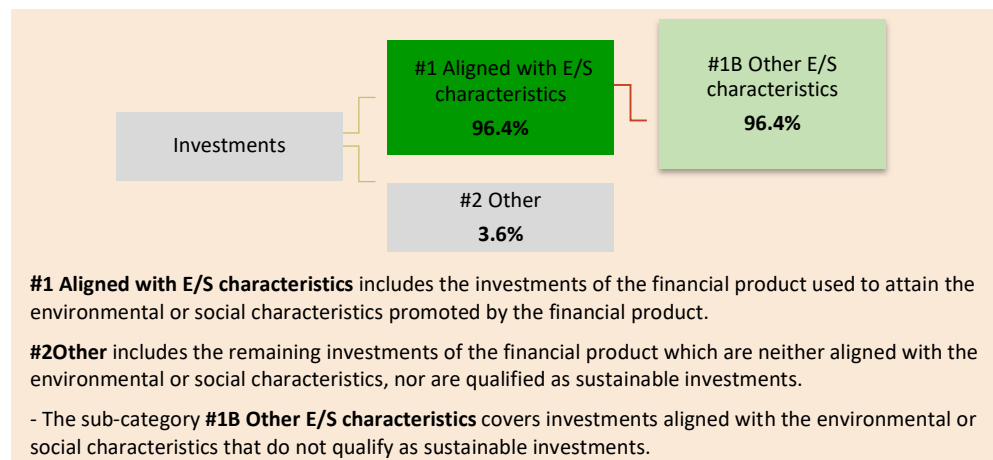 #1 Aligned with E/S
characteristics
96.4%
#1B Other E/S
characteristics
96.4%
Investments
#2 Other
3.6%
#1 Aligned with E/S characteristics includes the investments of the financial product used to attain the
environmental or social characteristics promoted by the financial product.
#2Other includes the remaining investments of the financial product which are neither aligned with the
environmental or social characteristics, nor are qualified as sustainable investments.
- The sub-category #1B Other E/S characteristics covers investments aligned with the environmental or
social characteristics that do not qualify as sustainable investments.